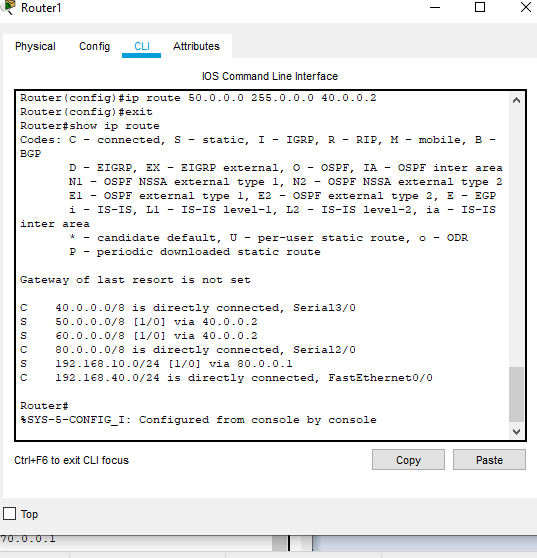 Router1
Physical Config CLI Attributes
IOS Command Line Interface
Router(config)#ip route 50.0.0.0 255.0.0.0 40.0.0.2
Router(config)#exit
Router#show ip route
Codes: C - connected, S - static, I - IGRP, R - RIP, M - mobile, B -
BGP
D - EIGRP, EX - EIGRP external, O - OSPF, IA - OSPF inter area
N1 - OSPF NSSA external type 1, N2 - OSPF NSSA external type 2
E1 - OSPF external type 1, E2 - OSPF external type 2, E - EGP
i - IS-IS, L1 - IS-IS level-1, L2 - IS-IS level-2, ia - IS-IS
inter area
* - candidate default, U - per-user static route, o - ODR
P - periodic downloaded static route
Gateway of last resort is not set
C 40.0.0.0/8 is directly connected, Serial3/0
S 50.0.0.0/8 [1/0] via 40.0.0.2
S 60.0.0.0/8 [1/0] via 40.0.0.2
C 80.0.0.0/8 is directly connected, Serial2/0
S 192.168.10.0/24 [1/0] via 80.0.0.1
C 192.168.40.0/24 is directly connected, FastEthernet0/0
Router#
%SYS-5-CONFIG_I: Configured from console by console
Ctrl+F6 to exit CLI focus Copy Paste
Top
70.0.0.1